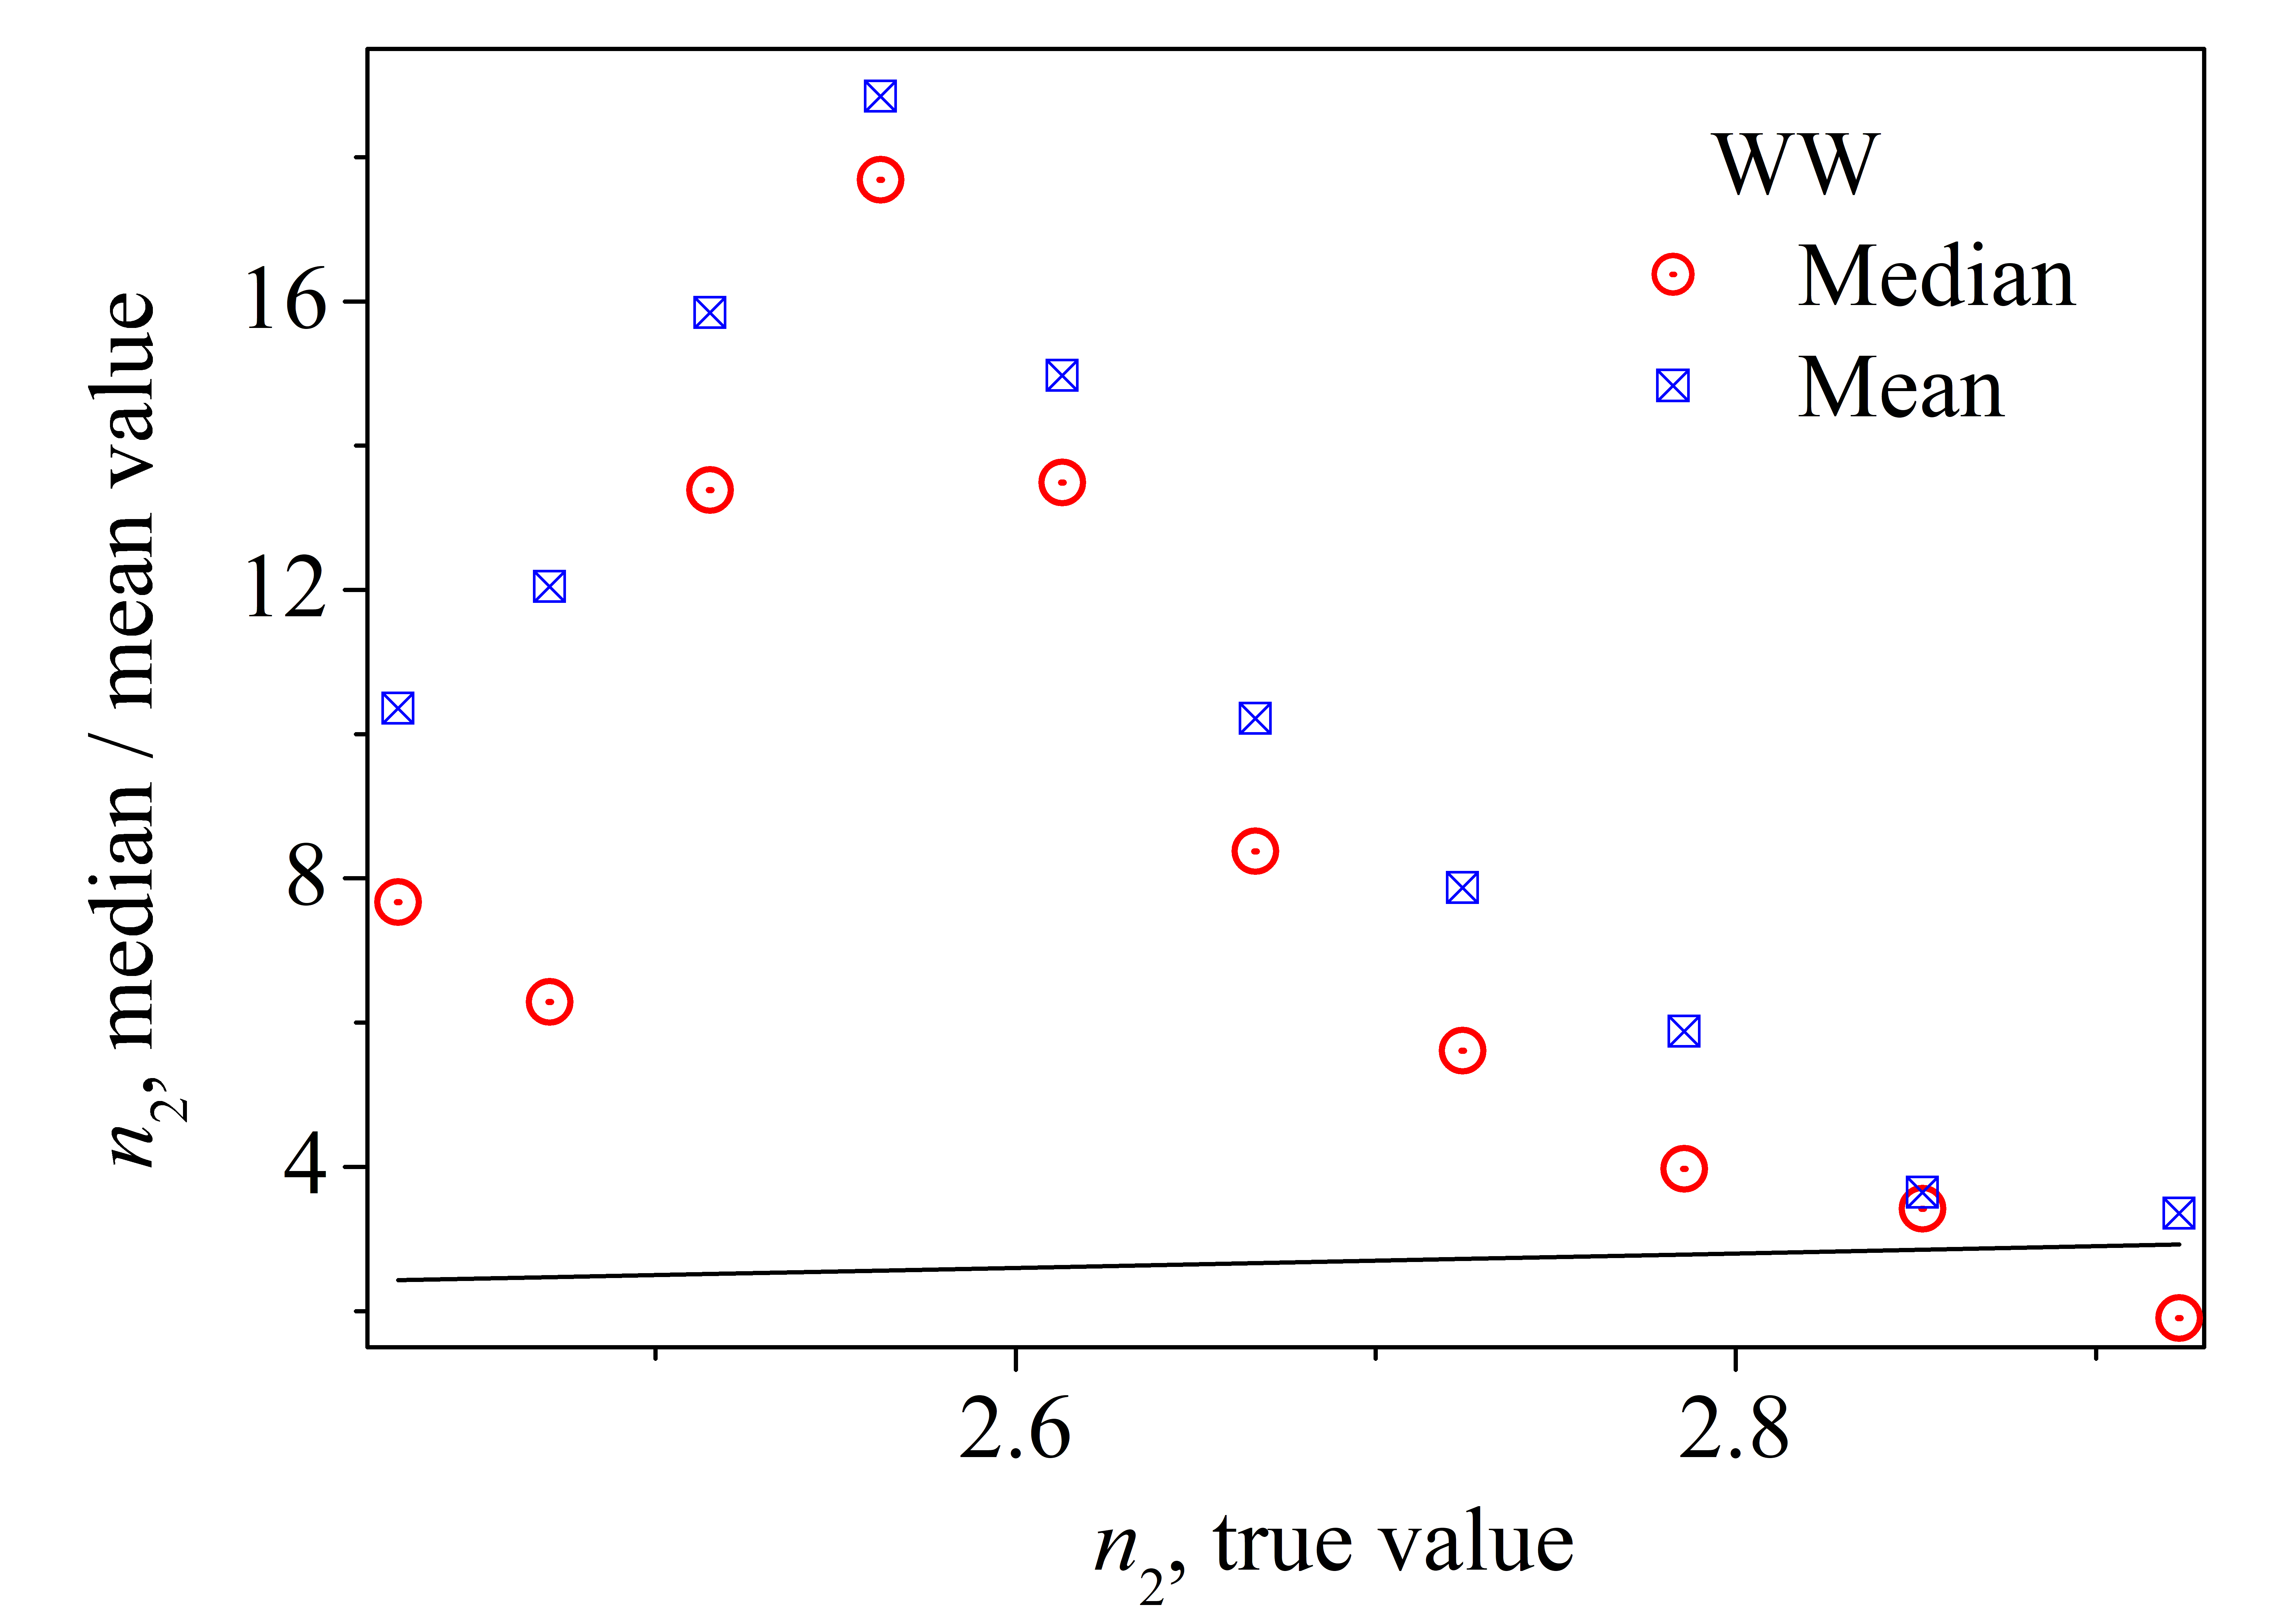 WW
Median
Mean
16
12
8
4
2.6
2.8
n2, true value
n2, median / mean value